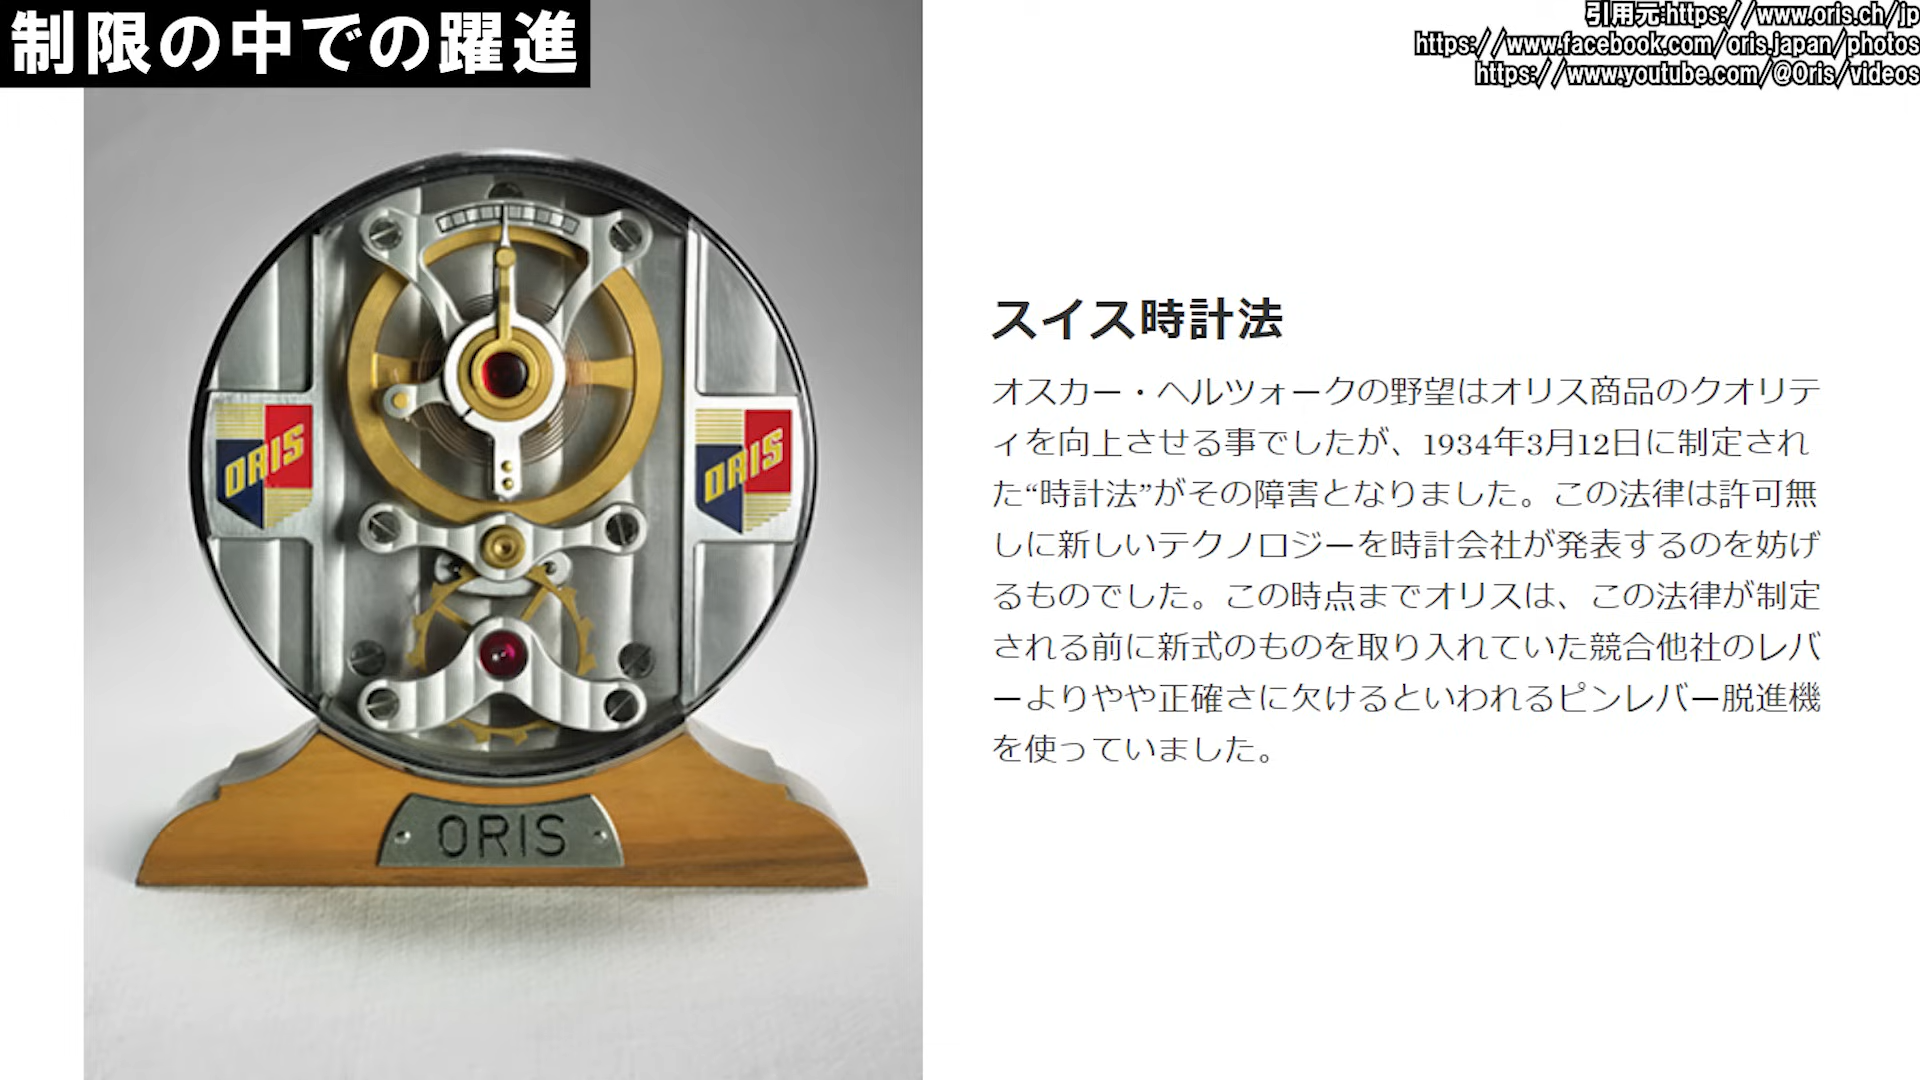 制限の中での躍進
引用元:https://www.oris.ch/jp
https://www.facebook.com/oris.japan/photos
https://www.youtube.com/@Oris/videos
スイス時計法
オスカー・ヘルツォークの野望はオリス商品のクオリテ
ィを向上させる事でしたが、1934年3月12日に制定され
た“時計法”がその障害となりました。この法律は許可無
しに新しいテクノロジーを時計会社が発表するのを妨げ
るものでした。この時点までオリスは、この法律が制定
される前に新式のものを取り入れていた競合他社のレバ
ーよりやや正確さに欠けるといわれるピンレバー脱進機
を使っていました。
ORIS
ORIS
ORIS